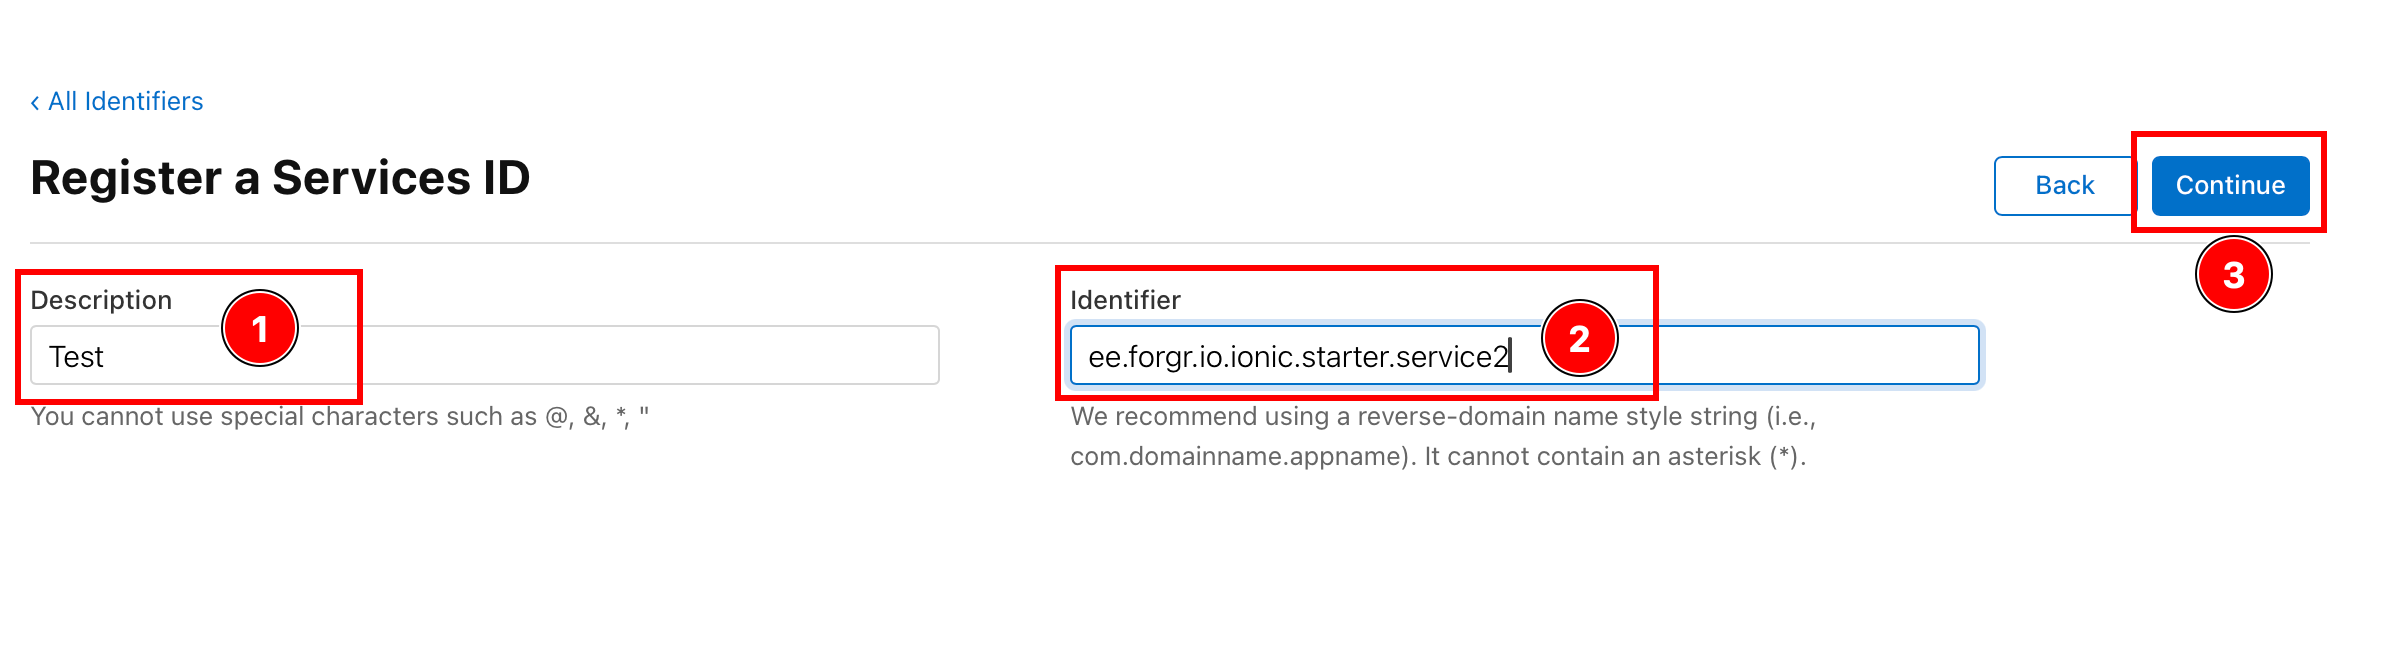 ‹ All Identifiers
Register a Services ID
Back
Continue
3
Description
1
Test
You cannot use special characters such as @, &, *, "
Identifier
2
ee.forgr.io.ionic.starter.service2
We recommend using a reverse-domain name style string (i.e.,
com.domainname.appname). It cannot contain an asterisk (*).